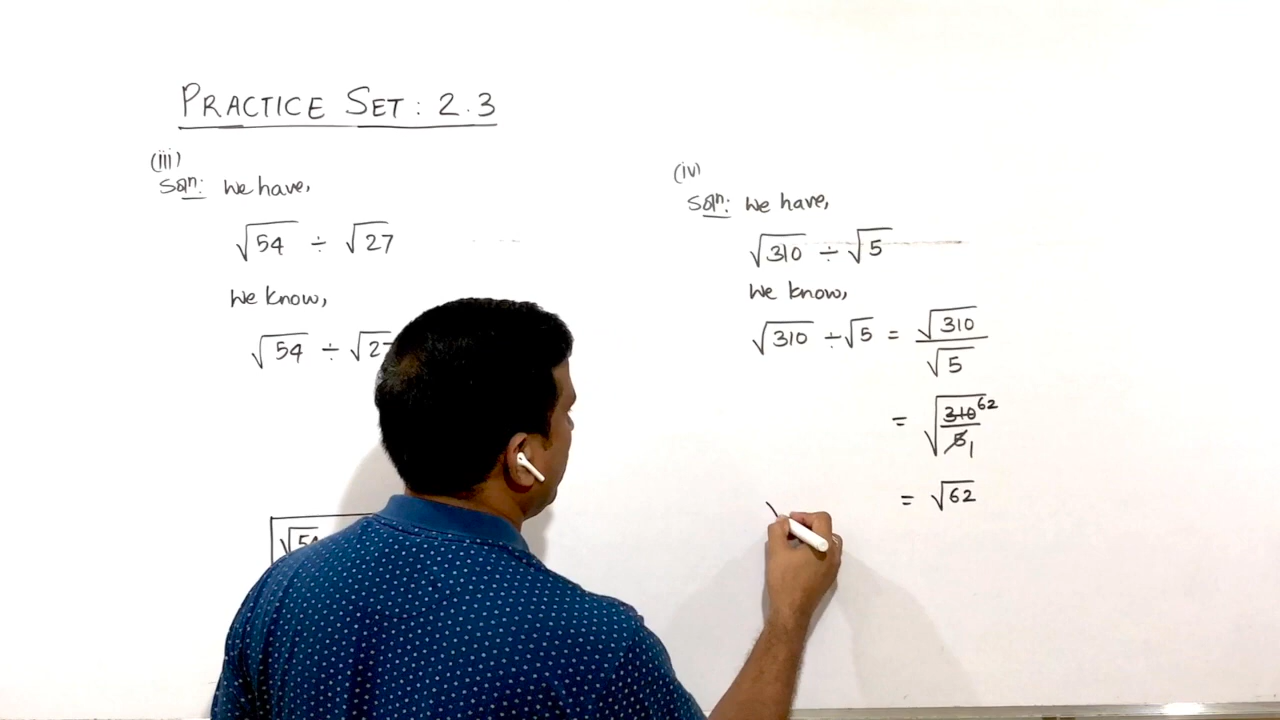 PRACTICE SET: 2.3
(iii)
Solⁿ: We have,
√54 ÷ √27
We know,
√54 ÷ √2
√54
(iv)
Solⁿ: We have,
√310 ÷ √5
We know,
√310 ÷ √5 = √310/√5
= √(310/5) 62 1
= √62